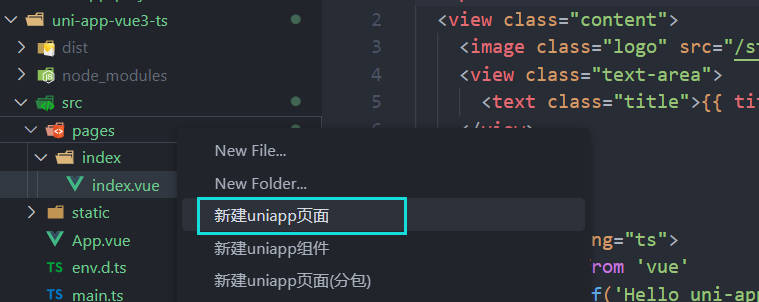 uni-app-vue3-ts
dist
node_modules
src
pages
index
index.vue
static
App.vue
env.d.ts
main.ts
New File...
New Folder...
新建uniapp页面
新建uniapp组件
新建uniapp页面(分包)
2 <view class="content">
3 <image class="logo" src="/st
4 <view class="text-area">
5 <text class="title">{{ tit
6 </view>
ng="ts">
rom 'vue'
f('Hello uni-app